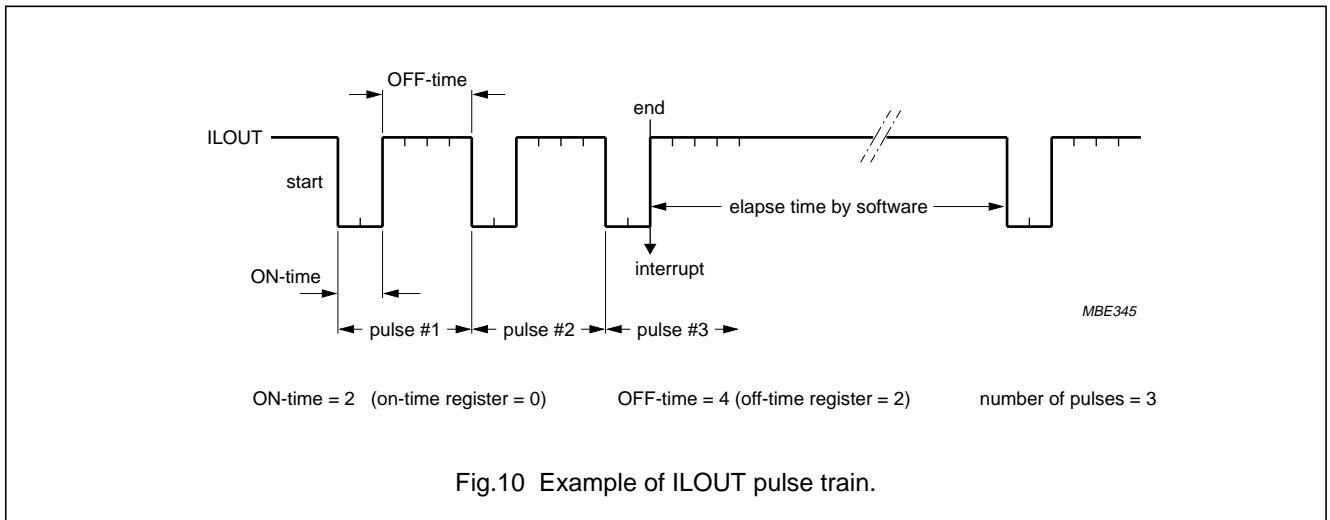 OFF-time
end
ILOUT
start
elapse time by software
interrupt
ON-time
pulse #1
pulse #2
pulse #3
MBE345
ON-time = 2 (on-time register = 0)
OFF-time = 4 (off-time register = 2)
number of pulses = 3
Fig.10 Example of ILOUT pulse train.